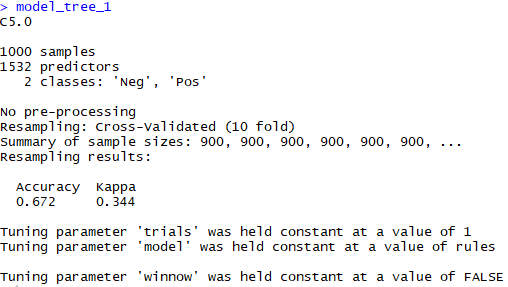 > model_tree_1
C5.0

1000 samples
1532 predictors
   2 classes: 'Neg', 'Pos'

No pre-processing
Resampling: Cross-Validated (10 fold)
Summary of sample sizes: 900, 900, 900, 900, 900, 900, ...
Resampling results:

  Accuracy  Kappa
  0.672     0.344

Tuning parameter 'trials' was held constant at a value of 1
Tuning parameter 'model' was held constant at a value of rules

Tuning parameter 'winnow' was held constant at a value of FALSE